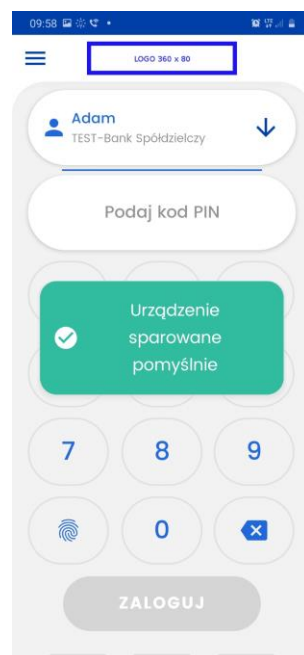 09:58
LOGO 360 x 80
Adam
TEST-Bank Spółdzielczy
Podaj kod PIN
Urządzenie
sparowane
pomyślnie
7 8 9
0
ZALOGUJ